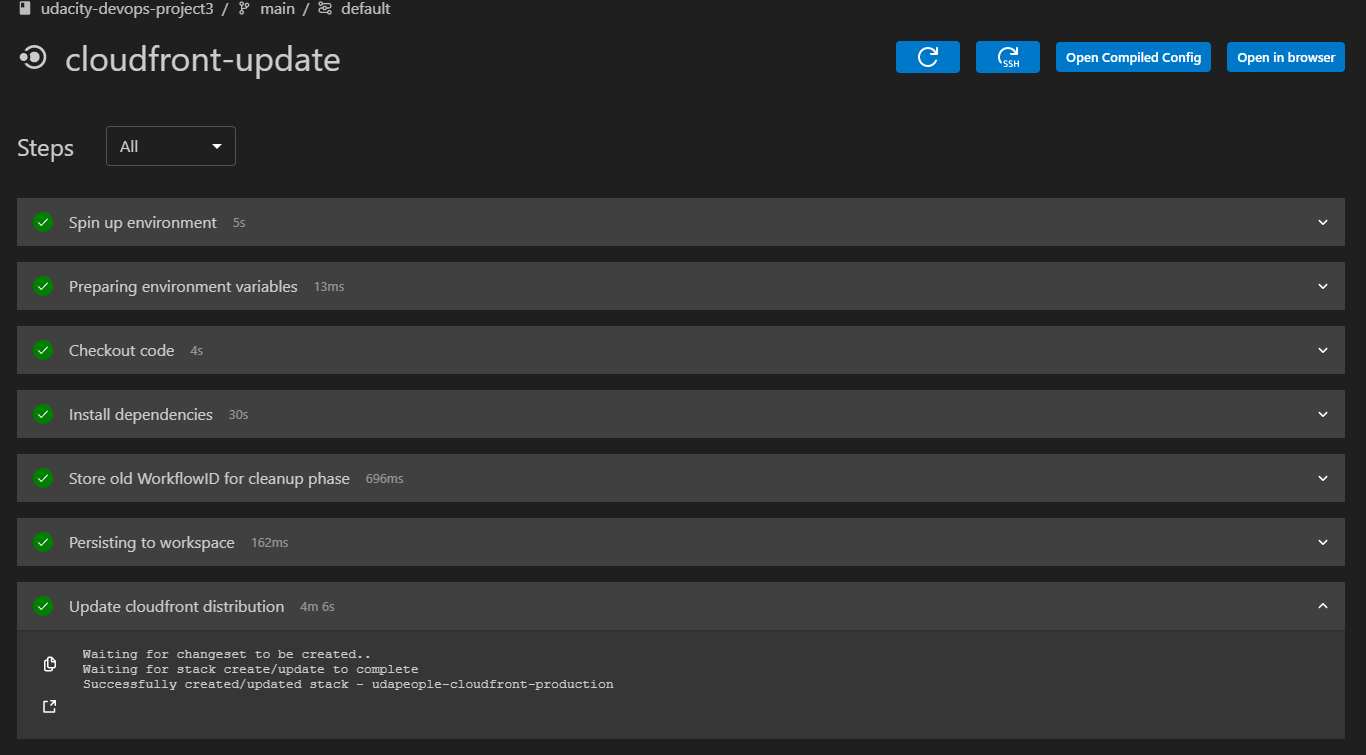 udacity-devops-project3 / main / default
cloudfront-update
SSH
Open Compiled Config
Open in browser
Steps
All
Spin up environment 5s
Preparing environment variables 13ms
Checkout code 4s
Install dependencies 30s
Store old WorkflowID for cleanup phase 696ms
Persisting to workspace 162ms
Update cloudfront distribution 4m 6s
Waiting for changeset to be created..
Waiting for stack create/update to complete
Successfully created/updated stack - udapeople-cloudfront-production